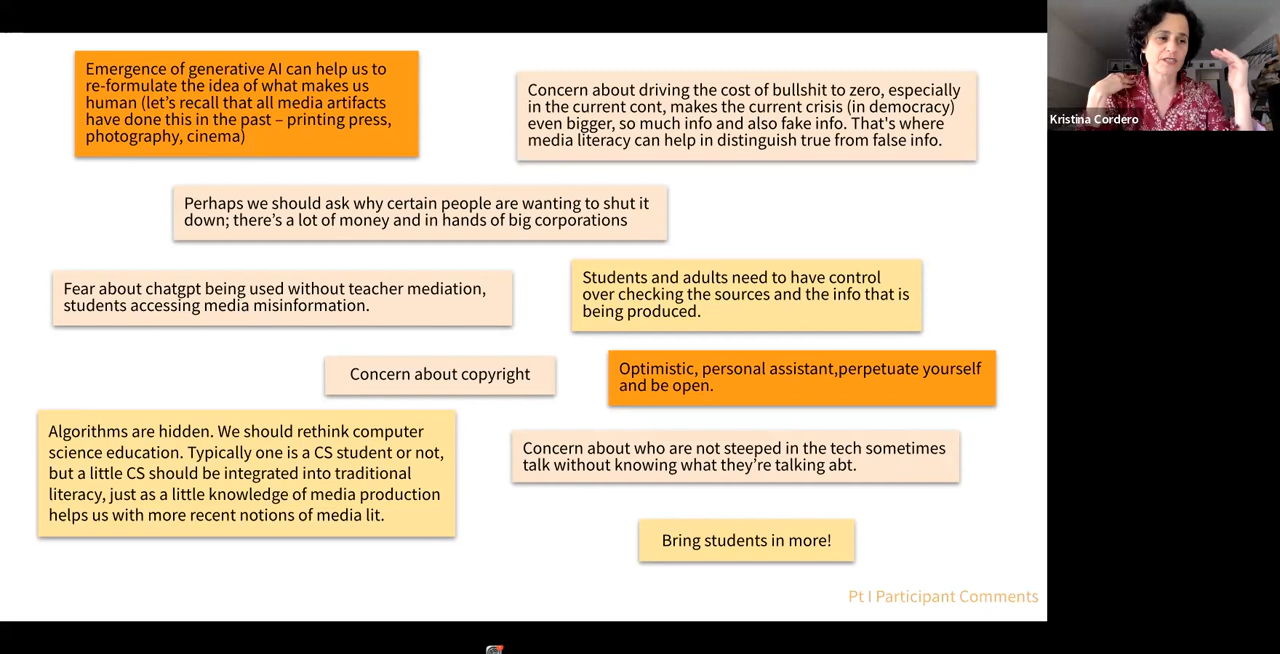 Emergence of generative AI can help us to
re-formulate the idea of what makes us
human (let's recall that all media artifacts
have done this in the past – printing press,
photography, cinema)
Concern about driving the cost of bullshit to zero, especially
in the current cont, makes the current crisis (in democracy)
even bigger, so much info and also fake info. That's where
media literacy can help in distinguish true from false info.
Kristina Cordero
Perhaps we should ask why certain people are wanting to shut it
down; there's a lot of money and in hands of big corporations
Fear about chatgpt being used without teacher mediation,
students accessing media misinformation.
Students and adults need to have control
over checking the sources and the info that is
being produced.
Concern about copyright
Optimistic, personal assistant,perpetuate yourself
and be open.
Algorithms are hidden. We should rethink computer
science education. Typically one is a CS student or not,
but a little CS should be integrated into traditional
literacy, just as a little knowledge of media production
helps us with more recent notions of media lit.
Concern about who are not steeped in the tech sometimes
talk without knowing what they're talking abt.
Bring students in more!
Pt I Participant Comments